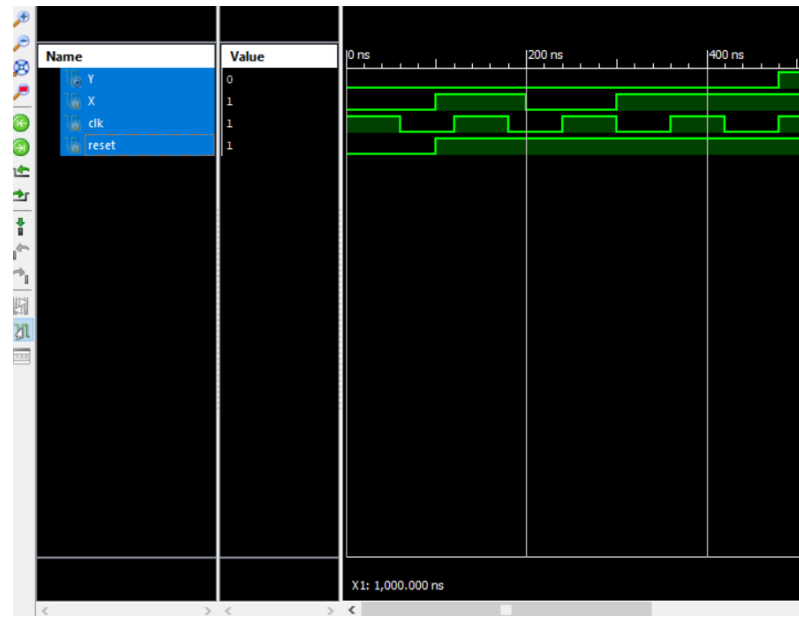 Name Value 0 ns 200 ns 400 ns
Y 0
X 1
clk 1
reset 1
X1: 1,000.000 ns